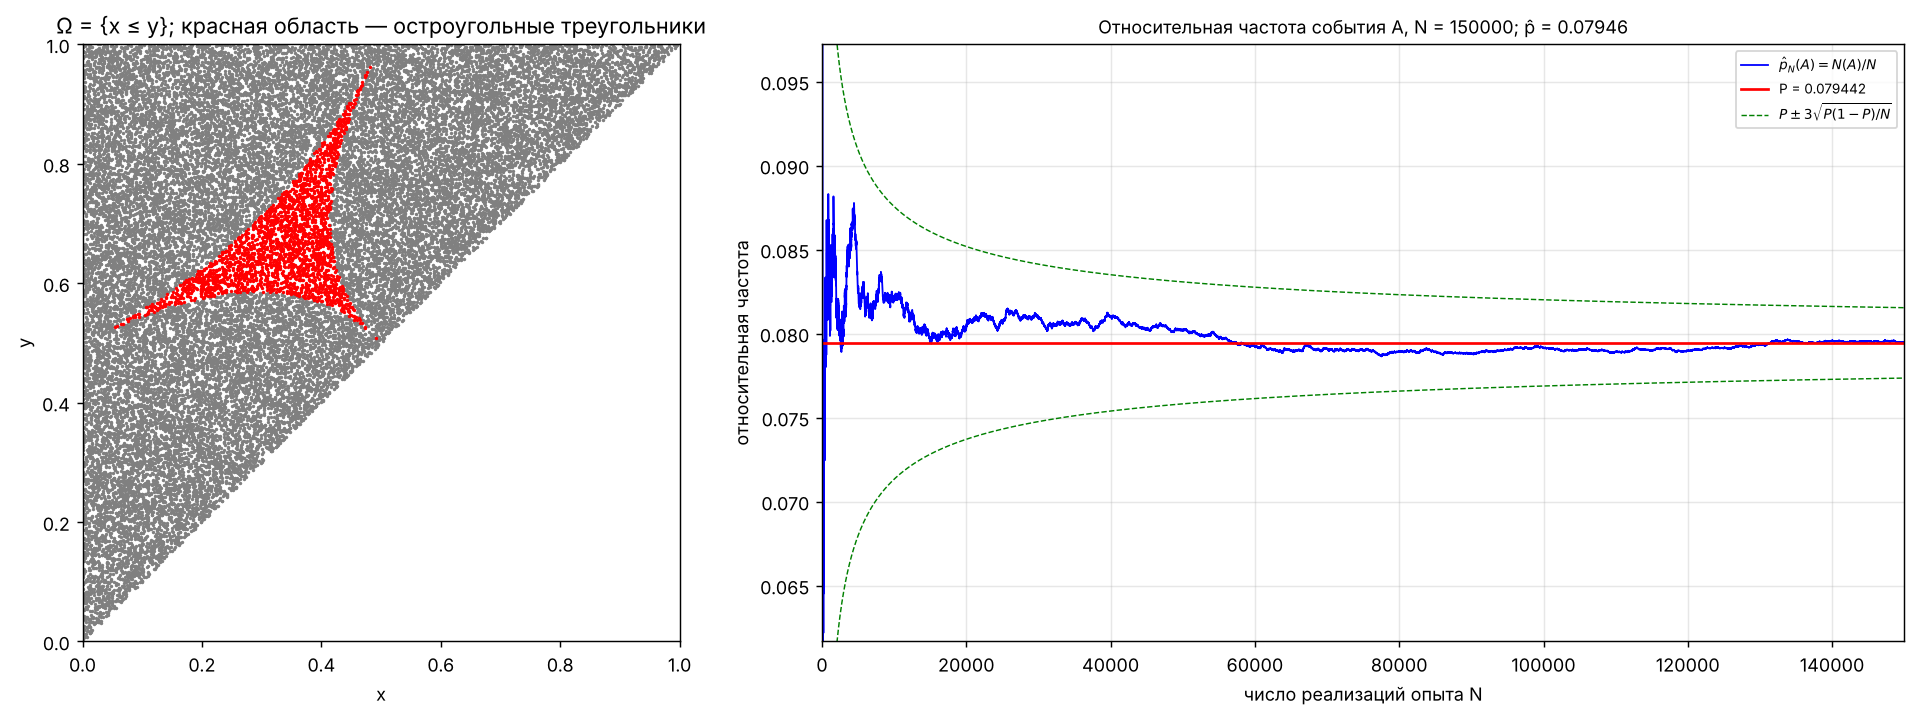 Ω = {x ≤ y}; красная область — остроугольные треугольники
1.0
0.8
0.6
0.4
0.2
0.0
y
0.0 0.2 0.4 0.6 0.8 1.0
x
Относительная частота события A, N = 150000; p̂ = 0.07946
0.095
0.090
0.085
0.080
0.075
0.070
0.065
относительная частота
p̂_N(A) = N(A)/N
P = 0.079442
P ± 3√P(1 − P)/N
0 20000 40000 60000 80000 100000 120000 140000
число реализаций опыта N